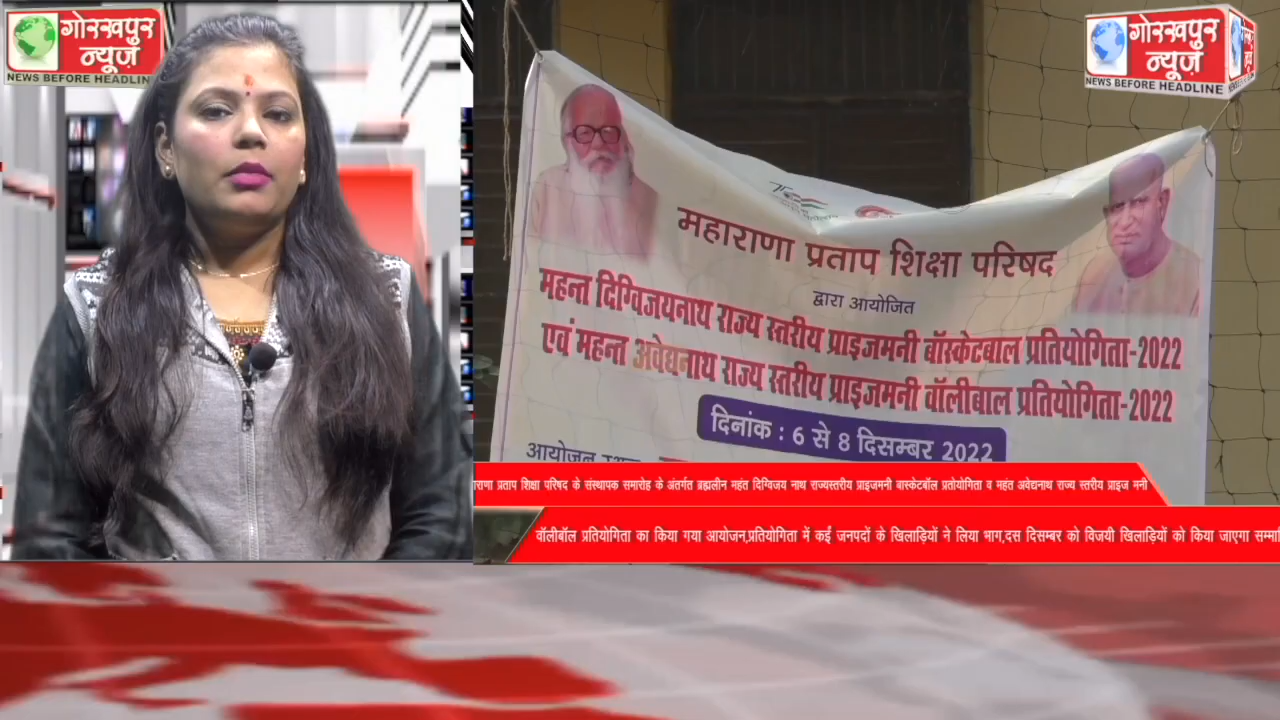 गोरखपुर
न्यूज़
NEWS BEFORE HEADLINE
गोरखपुर
न्यूज़
NEWS BEFORE HEADLINE
महाराणा प्रताप शिक्षा परिषद
द्वारा आयोजित
महन्त दिग्विजयनाथ राज्य स्तरीय प्राइजमनी बॉस्केटबाल प्रतियोगिता-2022
एवं महन्त अवेद्यनाथ राज्य स्तरीय प्राइजमनी वॉलीबाल प्रतियोगिता-2022
दिनांक : 6 से 8 दिसम्बर 2022
आयोजन
प्रताप शिक्षा परिषद के संस्थापक समारोह के अंतर्गत ब्रह्मलीन महंत दिग्विजय नाथ राज्यस्तरीय प्राइजमनी बास्केटबॉल प्रतोयोगिता व महंत अवेद्यनाथ राज्य स्तरीय प्राइज मनी
वॉलीबॉल प्रतियोगिता का किया गया आयोजन,प्रतियोगिता में कई जनपदों के खिलाड़ियों ने लिया भाग,दस दिसम्बर को विजयी खिलाड़ियों को किया जाएगा